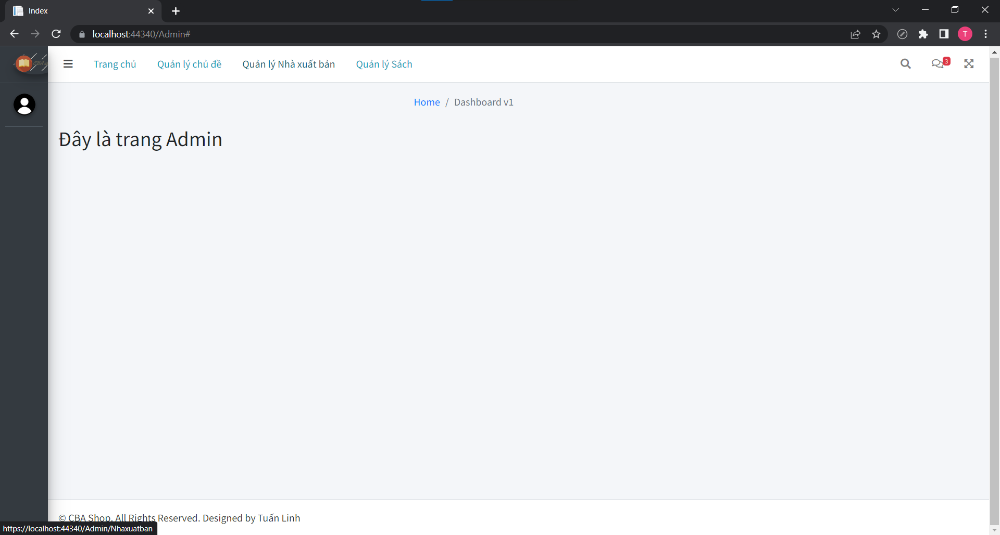 Index
localhost:44340/Admin#
T
Trang chủ Quản lý chủ đề Quản lý Nhà xuất bản Quản lý Sách 3
Home / Dashboard v1
Đây là trang Admin
© CBA Shop. All Rights Reserved. Designed by Tuấn Linh
https://localhost:44340/Admin/Nhaxuatban